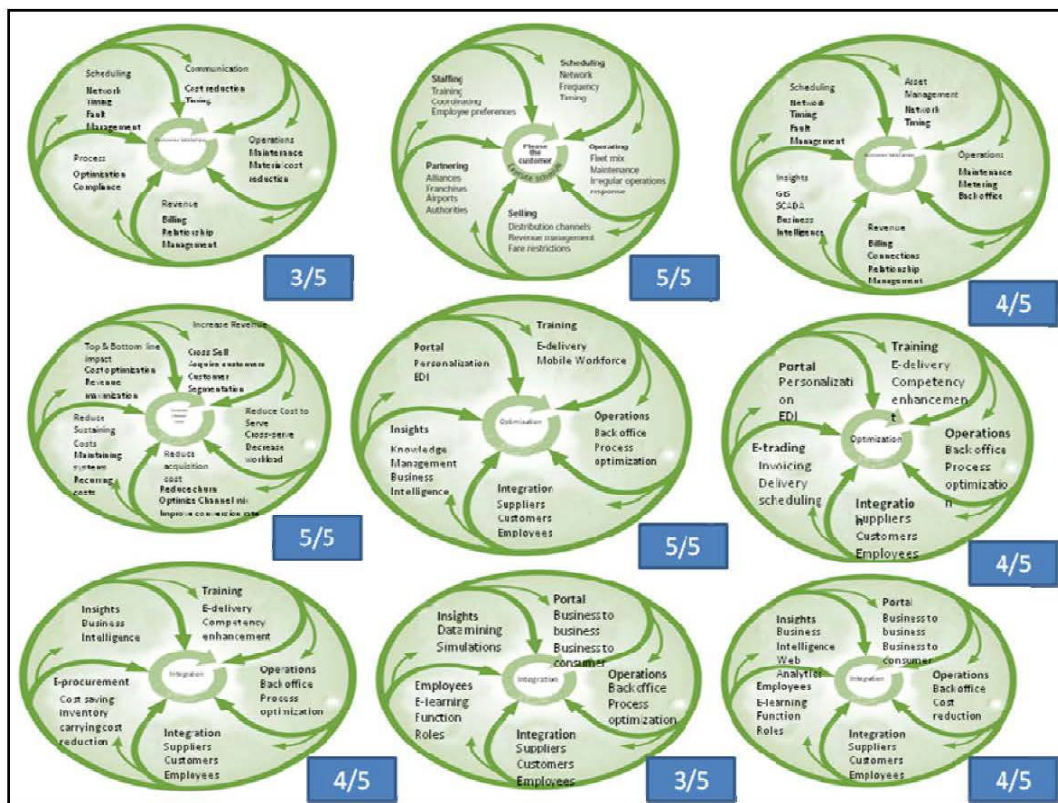 Scheduling
Network
Timing
Fault
Management
Communication
Cost reduction
Timing
Process
Optimization
Compliance
Operations
Maintenance
Material cost
reduction
Revenue
Billing
Relationship
Management
3/5
Staffing
Training
Coordinating
Employee preferences
Scheduling
Network
Frequency
Timing
Please
the
customer
Execute schedule
Partnering
Alliances
Franchises
Airports
Authorities
Operating
Fleet mix
Maintenance
Irregular operations
response
Selling
Distribution channels
Revenue management
Fare restrictions
5/5
Scheduling
Network
Timing
Fault
Management
Asset
Management
Network
Timing
Insights
GIS
SCADA
Business
Intelligence
Operations
Maintenance
Metering
Back office
Revenue
Billing
Connections
Relationship
Management
4/5
Top & Bottom line
impact
Cost optimization
Revenue
maximization
Increase Revenue
Cross Sell
Acquire customers
Customer
Segmentation
Reduce
Sustaining
Costs
Maintaining
systems
Recurring
costs
Reduce
acquisition
cost
Reduce churn
Optimize Channel mix
Improve conversion rate
Reduce Cost to
Serve
Cross-serve
Decrease
workload
5/5
Portal
Personalization
EDI
Training
E-delivery
Mobile Workforce
Optimization
Insights
Knowledge
Management
Business
Intelligence
Operations
Back office
Process
optimization
Integration
Suppliers
Customers
Employees
5/5
Portal
Personalizati
on
EDI
Training
E-delivery
Competency
enhancemen
t
Optimization
E-trading
Invoicing
Delivery
scheduling
Operations
Back office
Process
optimizatio
n
Integratio
n
Suppliers
Customers
Employees
4/5
Insights
Business
Intelligence
Training
E-delivery
Competency
enhancement
Integration
E-procurement
Cost saving
Inventory
carrying cost
reduction
Operations
Back office
Process
optimization
Integration
Suppliers
Customers
Employees
4/5
Insights
Data mining
Simulations
Portal
Business to
business
Business to
consumer
Integration
Employees
E-learning
Function
Roles
Operations
Back office
Process
optimization
Integration
Suppliers
Customers
Employees
3/5
Insights
Business
Intelligence
Web
Analytics
Portal
Business to
business
Business to
consumer
Integration
Employees
E-learning
Function
Roles
Operations
Back office
Cost
reduction
Integration
Suppliers
Customers
Employees
4/5